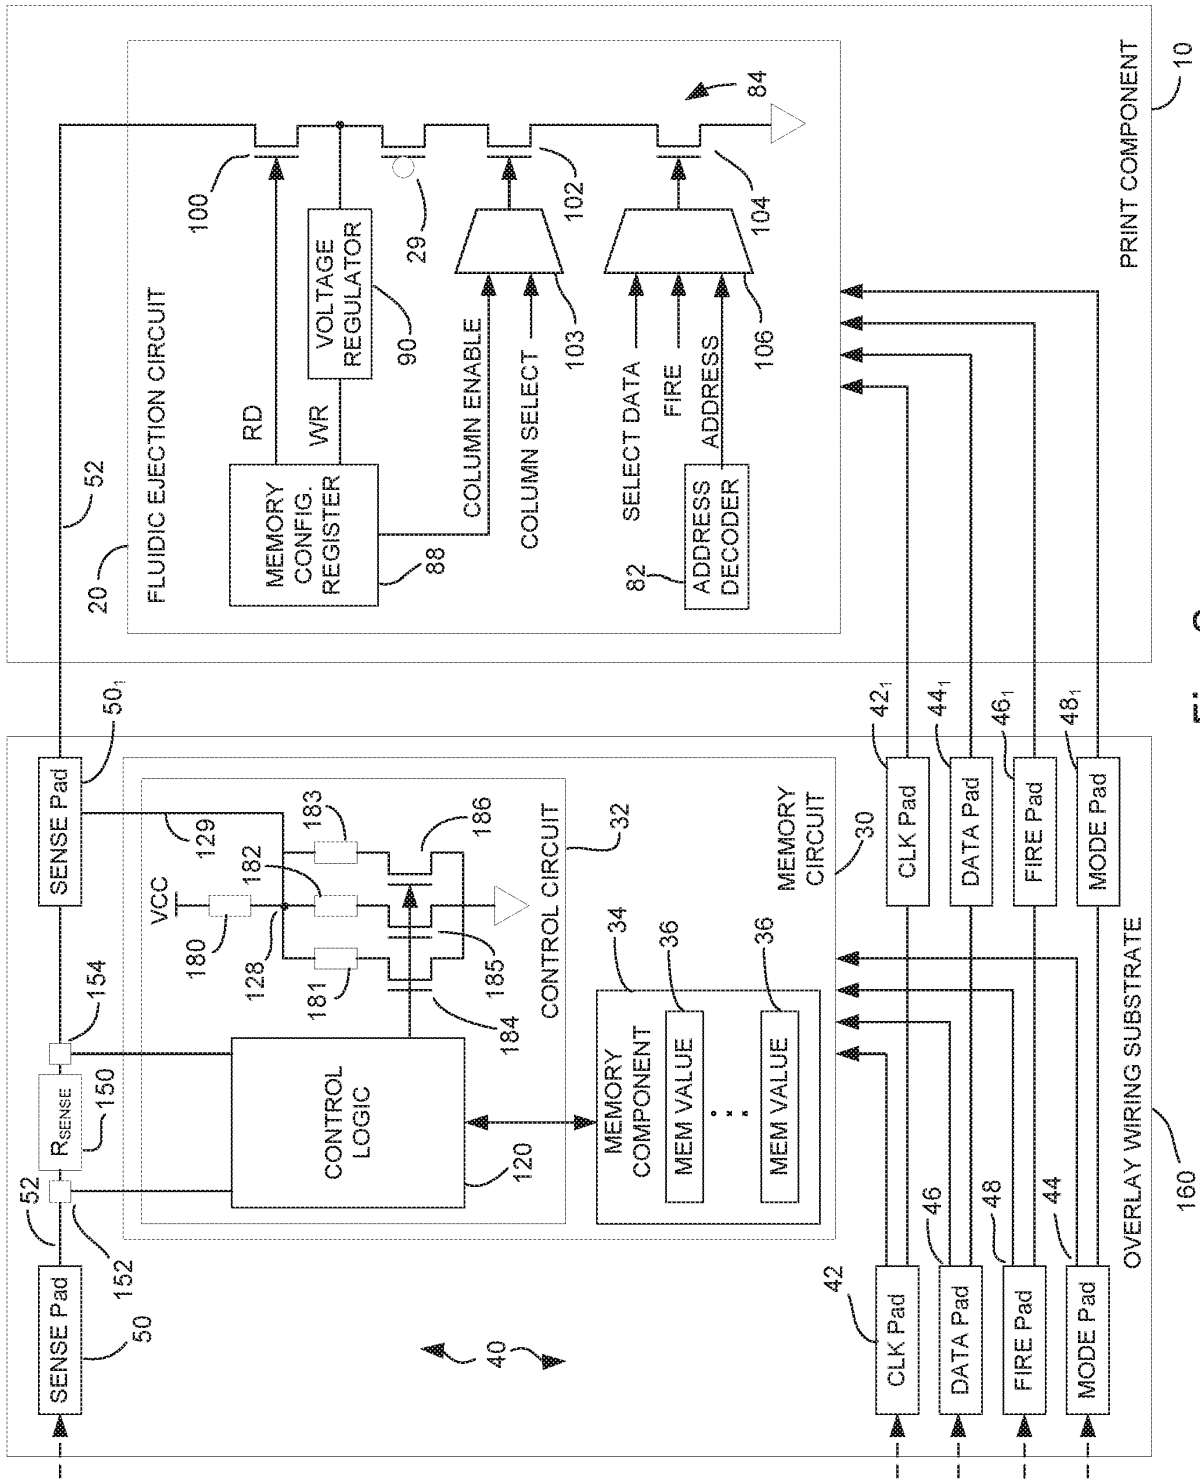 SENSE Pad
50
52
152
RSENSE
150
154
SENSE Pad
50₁
52
129
VCC
180
128
181
182
183
184
185
186
CONTROL
LOGIC
120
CONTROL CIRCUIT
32
MEMORY
COMPONENT
34
MEM VALUE
36
MEM VALUE
36
MEMORY
CIRCUIT
30
40
CLK Pad
42
DATA Pad
46
FIRE Pad
48
MODE Pad
44
CLK Pad
42₁
DATA Pad
44₁
FIRE Pad
46₁
MODE Pad
48₁
OVERLAY WIRING SUBSTRATE
160
20
FLUIDIC EJECTION CIRCUIT
MEMORY
CONFIG.
REGISTER
88
RD
WR
VOLTAGE
REGULATOR
90
100
29
COLUMN ENABLE
COLUMN SELECT
103
102
SELECT DATA
FIRE
ADDRESS
ADDRESS
DECODER
82
106
104
84
PRINT COMPONENT
10